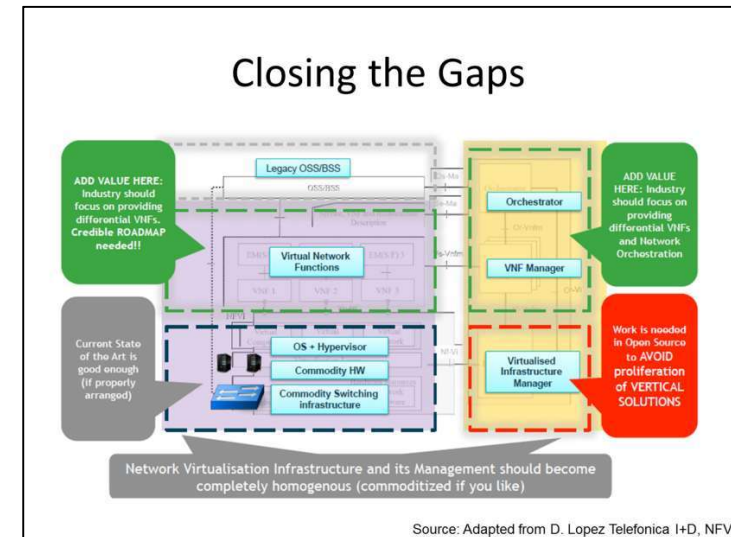 Closing the Gaps
ADD VALUE HERE:
Industry should
focus on providing
differential VNFs.
Credible ROADMAP
needed!!
Legacy OSS/BSS
OSS/BSS
Virtual Network
Functions
VNF 1
VNF 2
VNF 3
Orchestrator
VNF Manager
ADD VALUE
HERE: Industry
should focus on
providing
differential VNFs
and Network
Orchestration
Current State
of the Art is
good enough
(if properly
arranged)
OS + Hypervisor
Commodity HW
Commodity Switching
infrastructure
Virtualised
Infrastructure
Manager
Work is needed
in Open Source
to AVOID
proliferation
of VERTICAL
SOLUTIONS
Network Virtualisation Infrastructure and its Management should become
completely homogenous (commoditized if you like)
Source: Adapted from D. Lopez Telefonica I+D, NFV